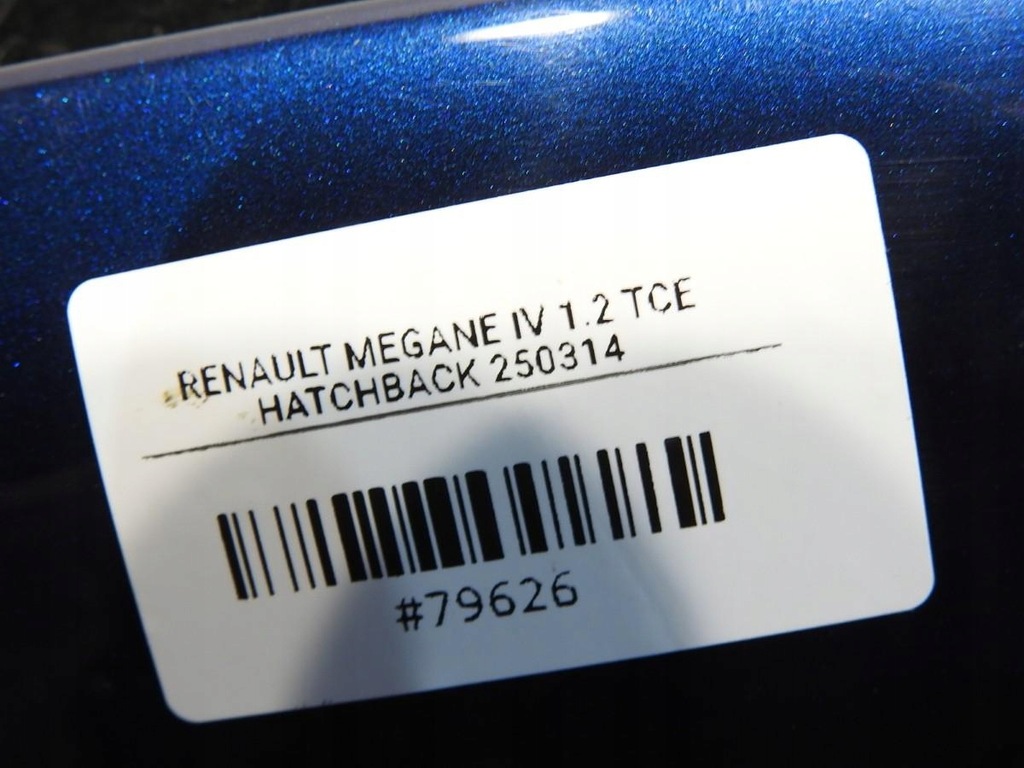 RENAULT MEGANE IV 1.2 TCE
HATCHBACK 250314
#79626